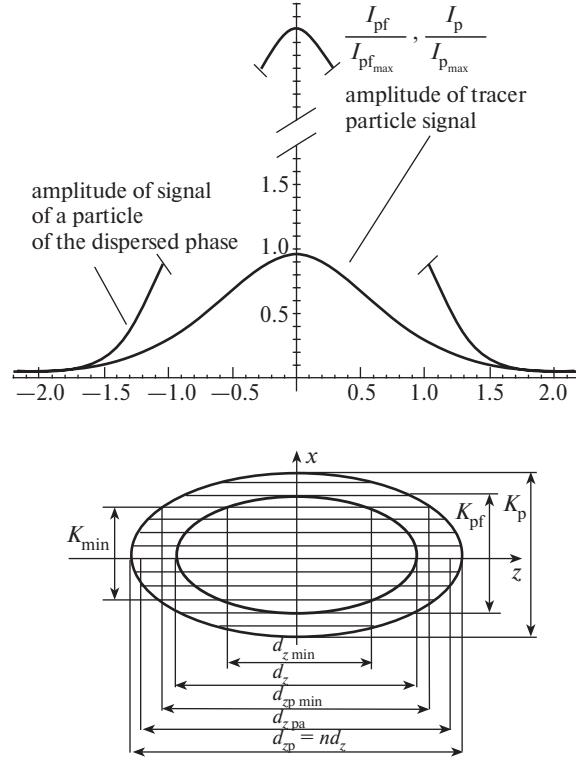 I_pf / I_pf_max , I_p / I_p_max
amplitude of tracer
particle signal
amplitude of signal
of a particle
of the dispersed phase
1.5
1.0
0.5
—2.0 —1.5 —1.0 —0.5 0.5 1.0 1.5 2.0
x
K_min
K_pf
K_p
z
d_z min
d_z
d_zp min
d_z pa
d_zp = nd_z